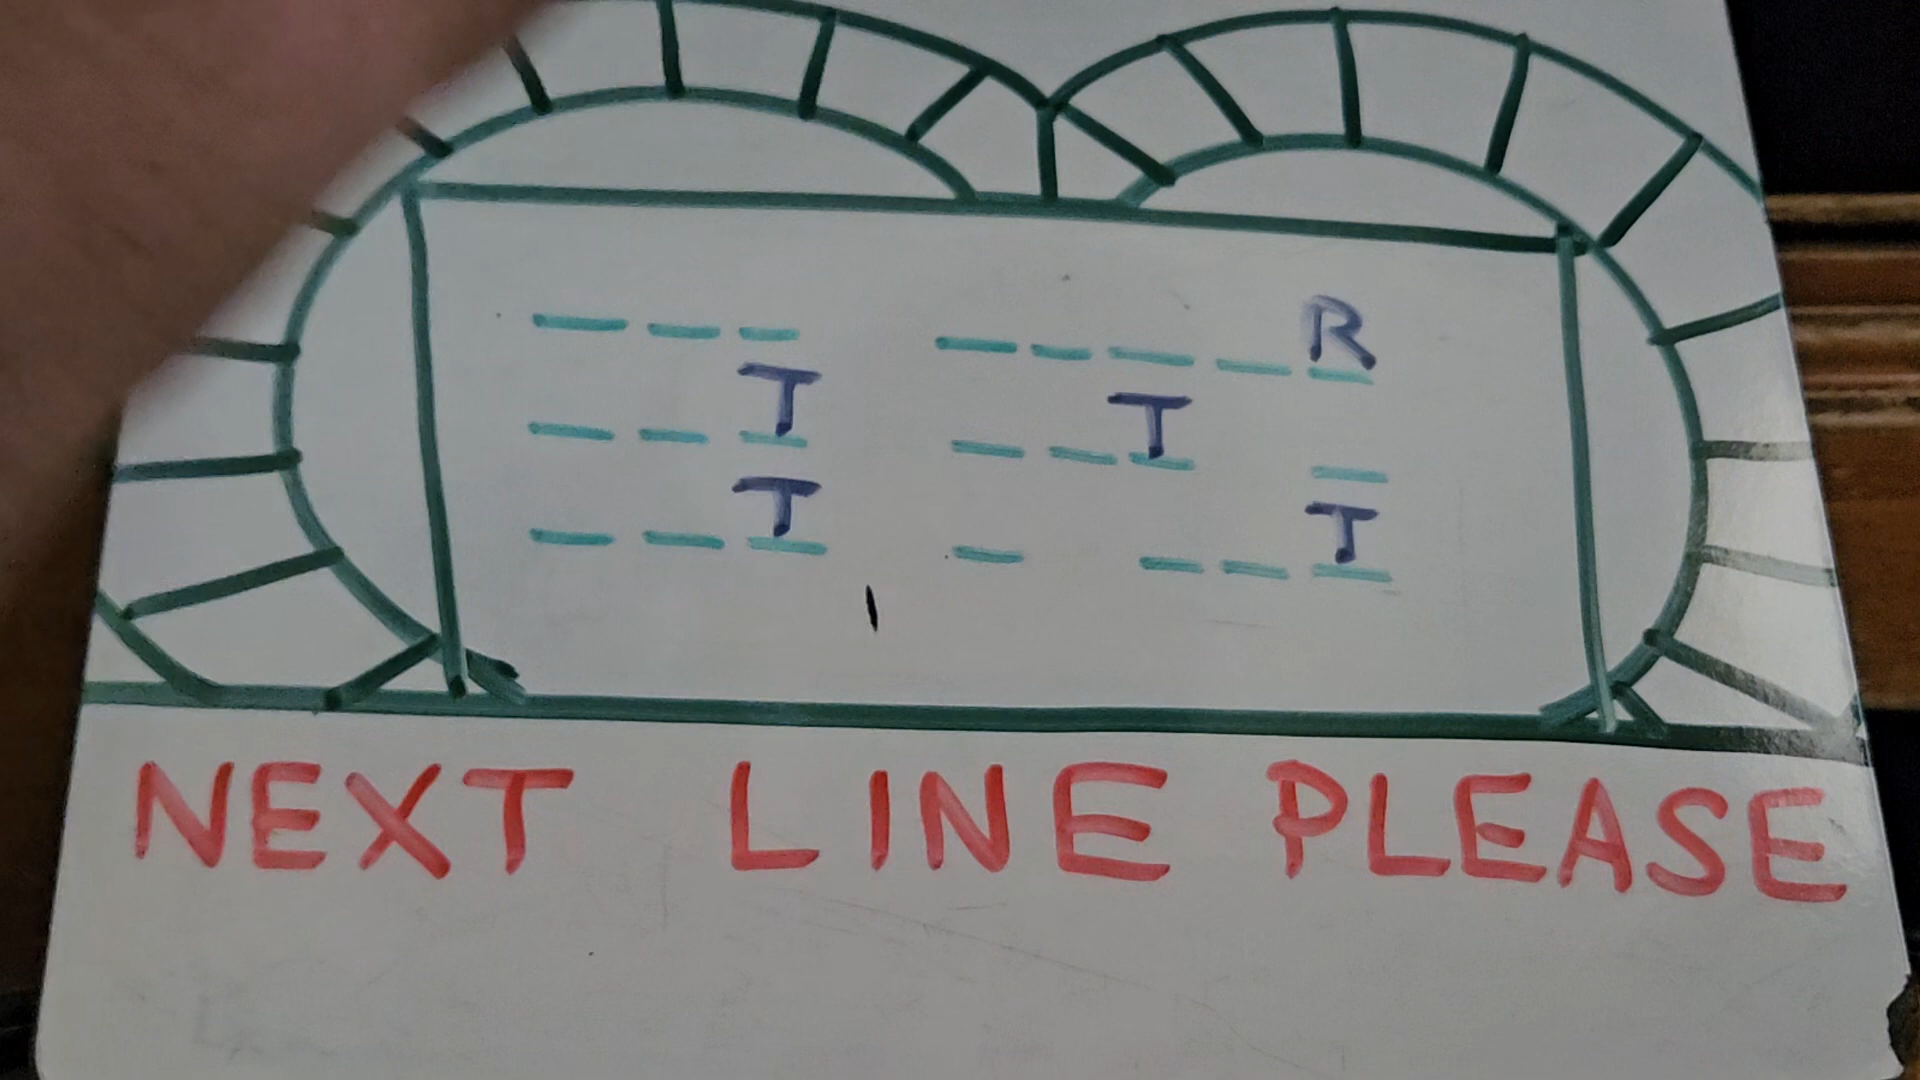 _ _ _   _ _ _ _ R
_ _ T   _ _ T   _
_ _ T   _   _ _ T
NEXT LINE PLEASE